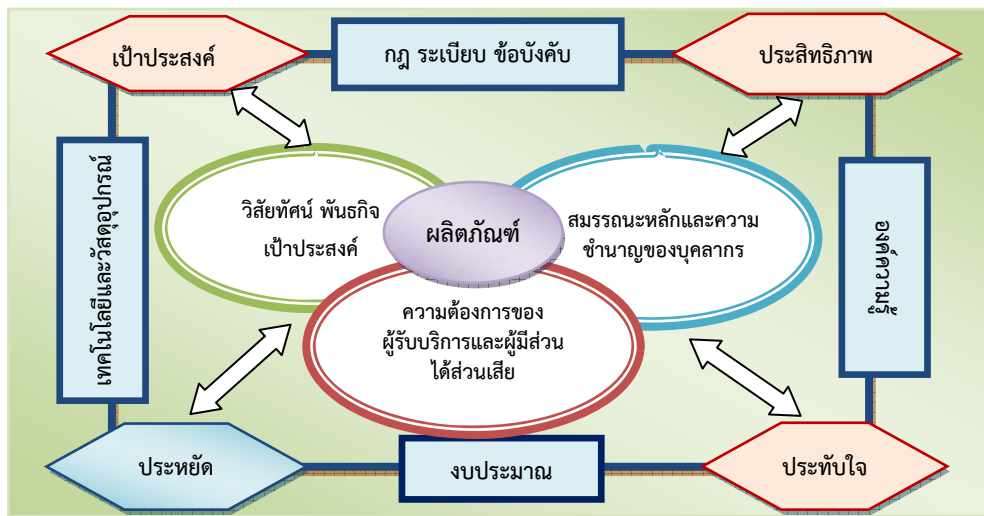 เป้าประสงค์
กฎ ระเบียบ ข้อบังคับ
ประสิทธิภาพ
เทคโนโลยีและวัสดุอุปกรณ์
วิสัยทัศน์ พันธกิจ
เป้าประสงค์
ผลิตภัณฑ์
สมรรถนะหลักและความ
ชำนาญของบุคลากร
องค์ความรู้
ความต้องการของ
ผู้รับบริการและผู้มีส่วน
ได้ส่วนเสีย
ประหยัด
งบประมาณ
ประทับใจ